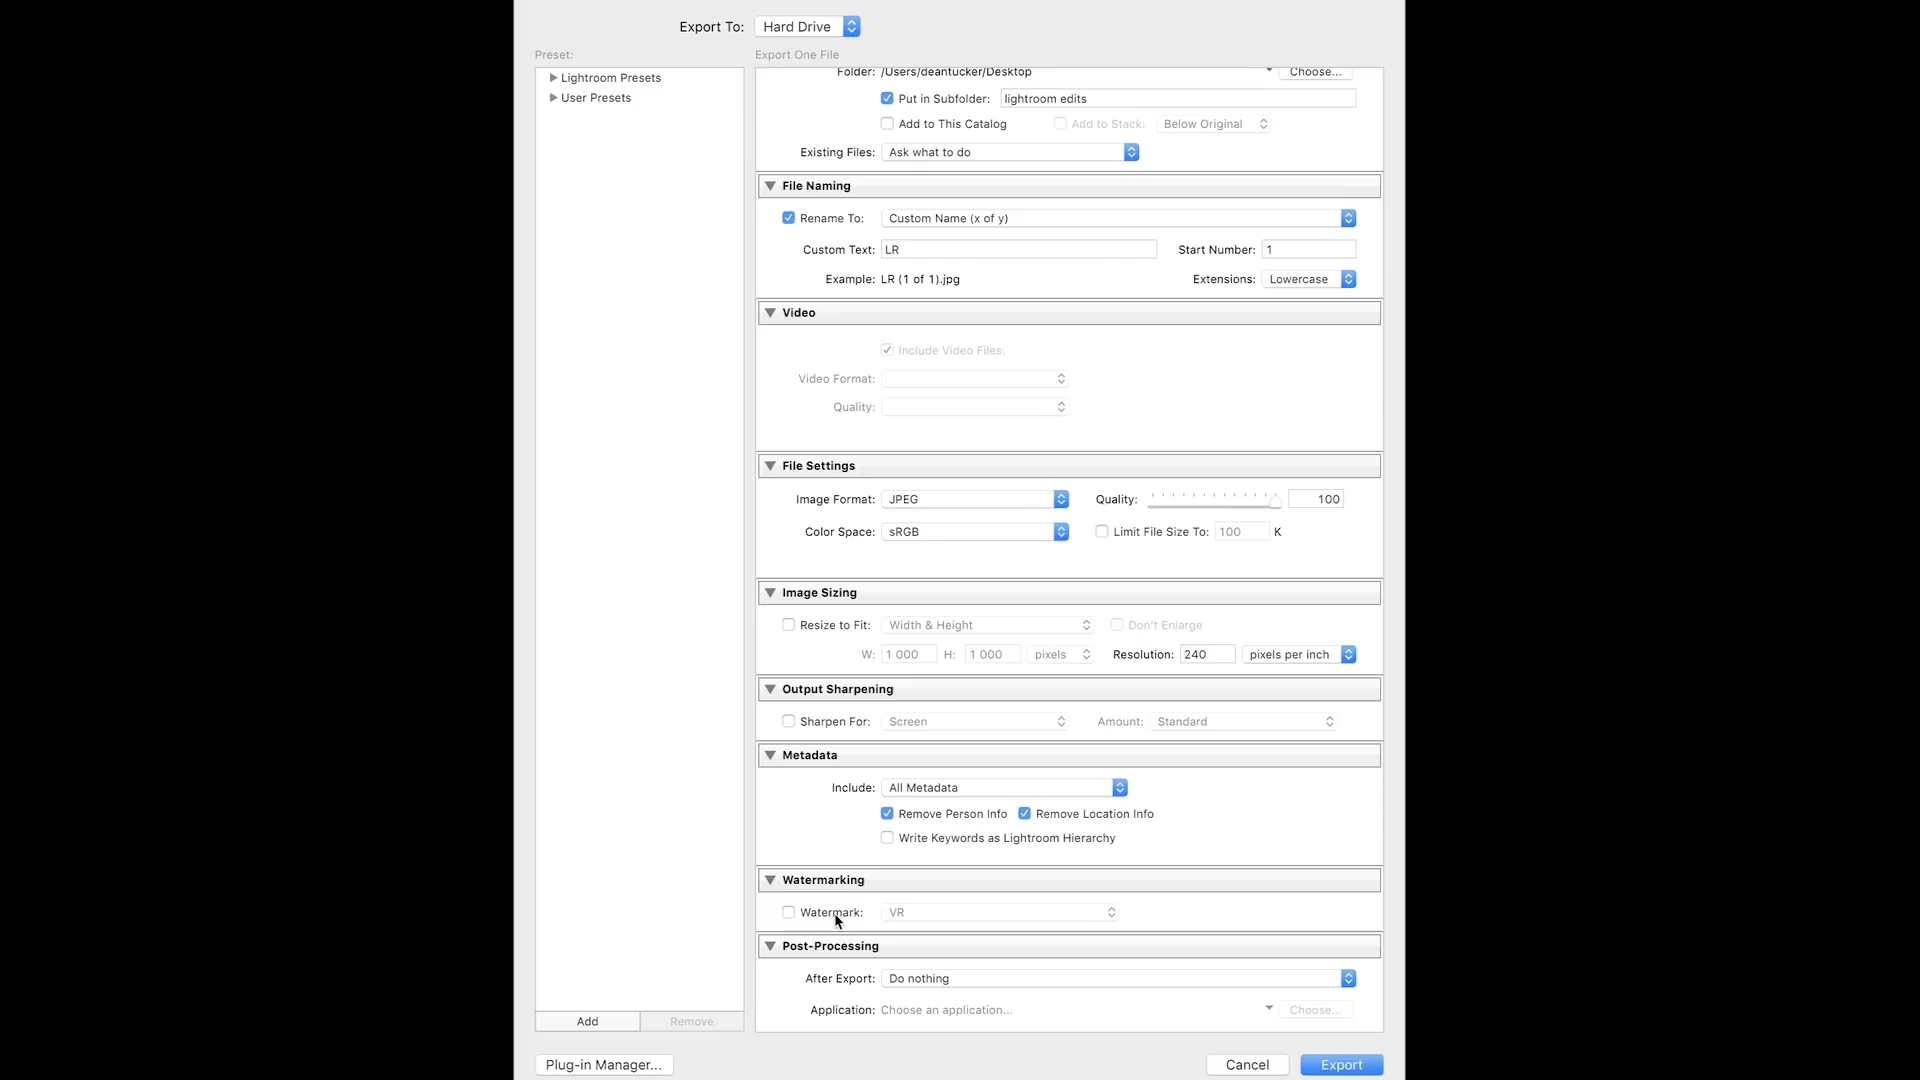 Export To: Hard Drive
Preset:
Export One File
Lightroom Presets
User Presets
Folder: /Users/deantucker/Desktop Choose...
Put in Subfolder: lightroom edits
Add to This Catalog Add to Stack: Below Original
Existing Files: Ask what to do
File Naming
Rename To: Custom Name (x of y)
Custom Text: LR Start Number: 1
Example: LR (1 of 1).jpg Extensions: Lowercase
Video
Include Video Files:
Video Format:
Quality:
File Settings
Image Format: JPEG Quality: 100
Color Space: sRGB Limit File Size To: 100 K
Image Sizing
Resize to Fit: Width & Height Don't Enlarge
W: 1 000 H: 1 000 pixels Resolution: 240 pixels per inch
Output Sharpening
Sharpen For: Screen Amount: Standard
Metadata
Include: All Metadata
Remove Person Info Remove Location Info
Write Keywords as Lightroom Hierarchy
Watermarking
Watermark: VR
Post-Processing
After Export: Do nothing
Application: Choose an application... Choose...
Add Remove
Plug-in Manager... Cancel Export